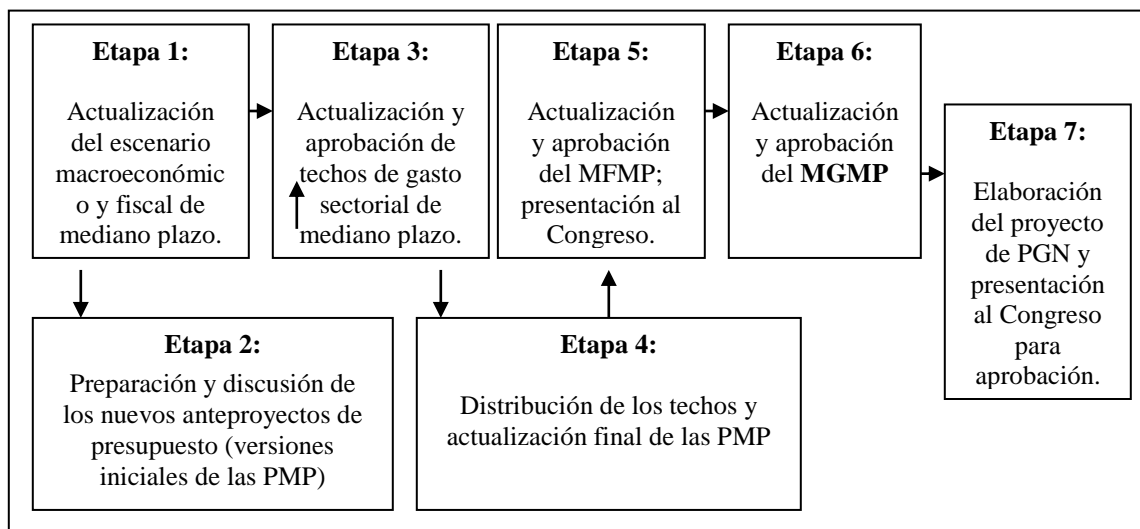 Etapa 1:
Actualización
del escenario
macroeconómic
o y fiscal de
mediano plazo.
Etapa 3:
Actualización y
aprobación de
techos de gasto
sectorial de
mediano plazo.
Etapa 5:
Actualización
y aprobación
del MFMP;
presentación al
Congreso.
Etapa 6:
Actualización
y aprobación
del MGMP
Etapa 7:
Elaboración
del proyecto
de PGN y
presentación
al Congreso
para
aprobación.
Etapa 2:
Preparación y discusión de
los nuevos anteproyectos de
presupuesto (versiones
iniciales de las PMP)
Etapa 4:
Distribución de los techos y
actualización final de las PMP